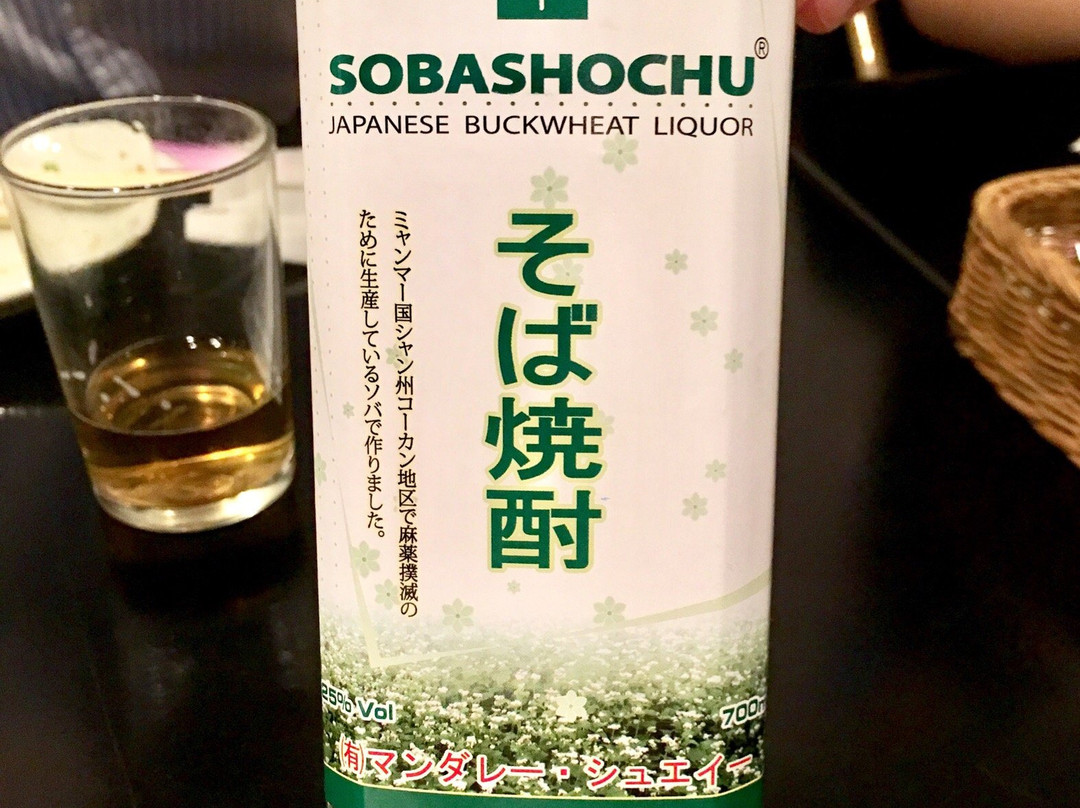 SOBASHOCHU®
JAPANESE BUCKWHEAT LIQUOR
そば焼酎
ミャンマー国シャン州コーカン地区で麻薬撲滅の
ために生産しているソバで作りました。
25% Vol
700m
㈲マンダレー・シュエイー